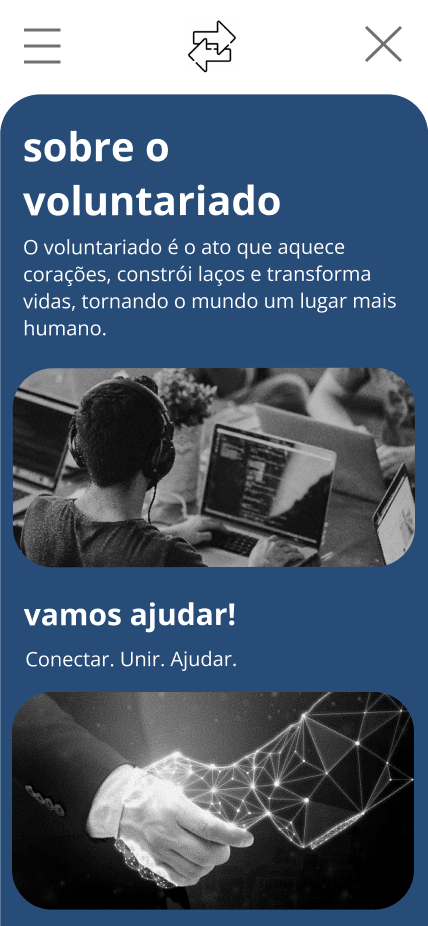 sobre o
voluntariado
O voluntariado é o ato que aquece
corações, constrói laços e transforma
vidas, tornando o mundo um lugar mais
humano.
vamos ajudar!
Conectar. Unir. Ajudar.